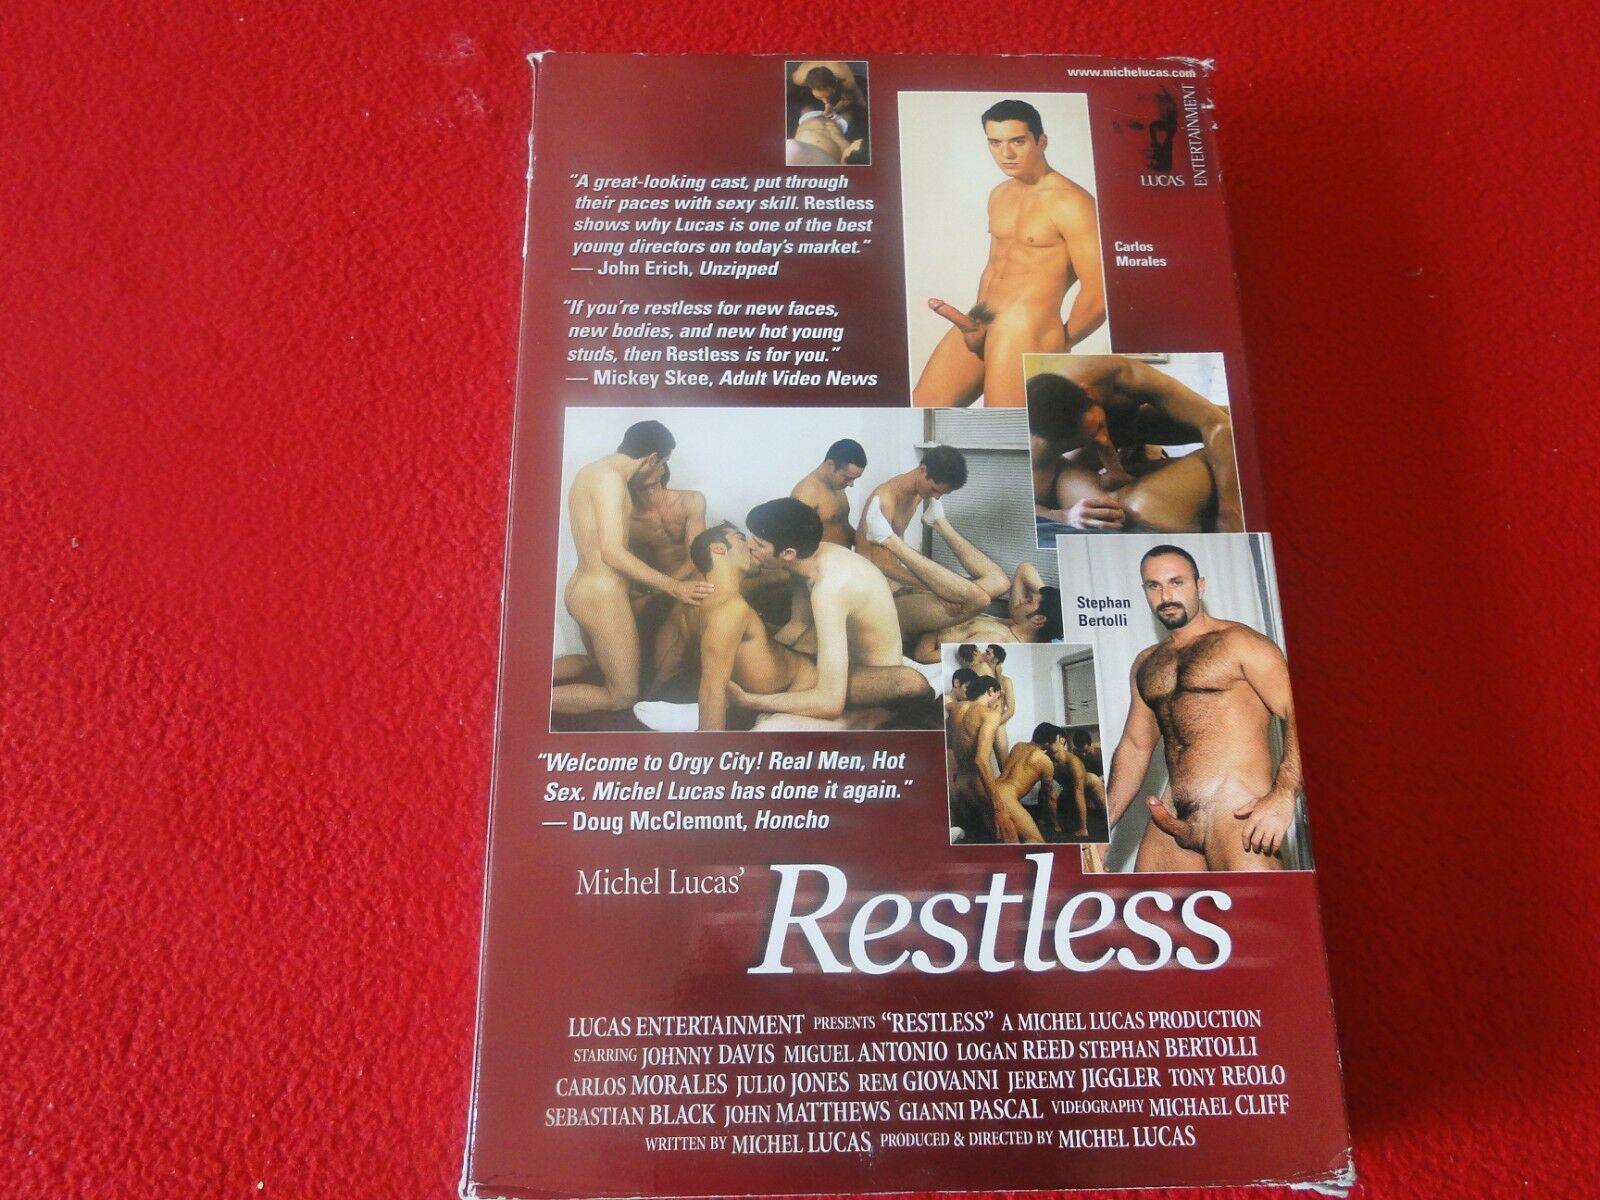 www.michelucas.com
LUCAS
ENTERTAINMENT
"A great-looking cast, put through
their paces with sexy skill. Restless
shows why Lucas is one of the best
young directors on today's market."
— John Erich, Unzipped
Carlos
Morales
"If you're restless for new faces,
new bodies, and new hot young
studs, then Restless is for you."
— Mickey Skee, Adult Video News
Stephan
Bertolli
"Welcome to Orgy City! Real Men, Hot
Sex. Michel Lucas has done it again."
— Doug McClemont, Honcho
Michel Lucas' Restless
LUCAS ENTERTAINMENT PRESENTS "RESTLESS" A MICHEL LUCAS PRODUCTION
STARRING JOHNNY DAVIS MIGUEL ANTONIO LOGAN REED STEPHAN BERTOLLI
CARLOS MORALES JULIO JONES REM GIOVANNI JEREMY JIGGLER TONY REOLO
SEBASTIAN BLACK JOHN MATTHEWS GIANNI PASCAL VIDEOGRAPHY MICHAEL CLIFF
WRITTEN BY MICHEL LUCAS PRODUCED & DIRECTED BY MICHEL LUCAS